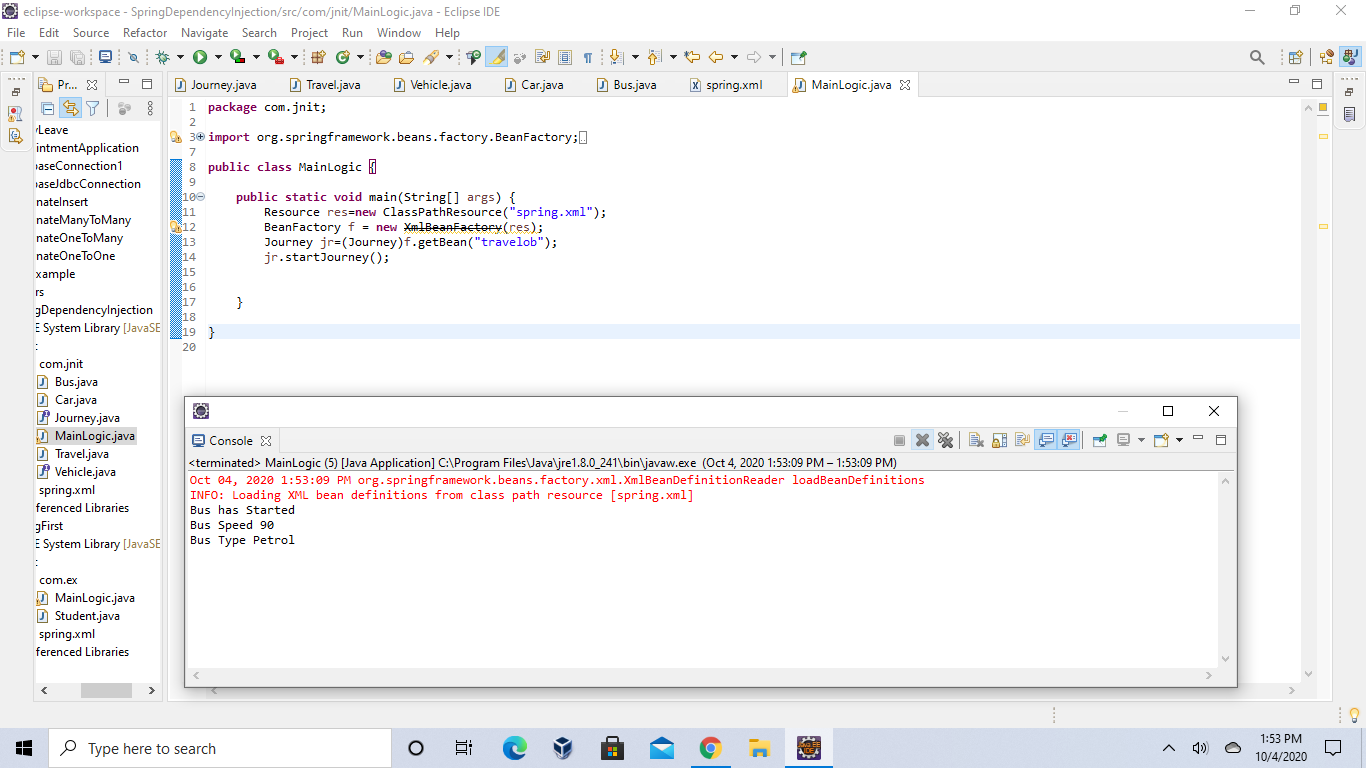 eclipse-workspace - SpringDependencyInjection/src/com/jnit/MainLogic.java - Eclipse IDE
File Edit Source Refactor Navigate Search Project Run Window Help
Pr...
Journey.java Travel.java Vehicle.java Car.java Bus.java spring.xml MainLogic.java
yLeave
intmentApplication
baseConnection1
baseJdbcConnection
nateInsert
nateManyToMany
nateOneToMany
nateOneToOne
xample
rs
gDependencyInjection
E System Library [JavaSE
com.jnit
Bus.java
Car.java
Journey.java
MainLogic.java
Travel.java
Vehicle.java
spring.xml
ferenced Libraries
gFirst
E System Library [JavaSE
com.ex
MainLogic.java
Student.java
spring.xml
ferenced Libraries
1 package com.jnit;
2
3 import org.springframework.beans.factory.BeanFactory;
7
8 public class MainLogic {
9
10 public static void main(String[] args) {
11 Resource res=new ClassPathResource("spring.xml");
12 BeanFactory f = new XmlBeanFactory(res);
13 Journey jr=(Journey)f.getBean("travelob");
14 jr.startJourney();
15
16
17 }
18
19 }
20
Console
<terminated> MainLogic (5) [Java Application] C:\Program Files\Java\jre1.8.0_241\bin\javaw.exe (Oct 4, 2020 1:53:09 PM – 1:53:09 PM)
Oct 04, 2020 1:53:09 PM org.springframework.beans.factory.xml.XmlBeanDefinitionReader loadBeanDefinitions
INFO: Loading XML bean definitions from class path resource [spring.xml]
Bus has Started
Bus Speed 90
Bus Type Petrol
Type here to search
1:53 PM
10/4/2020